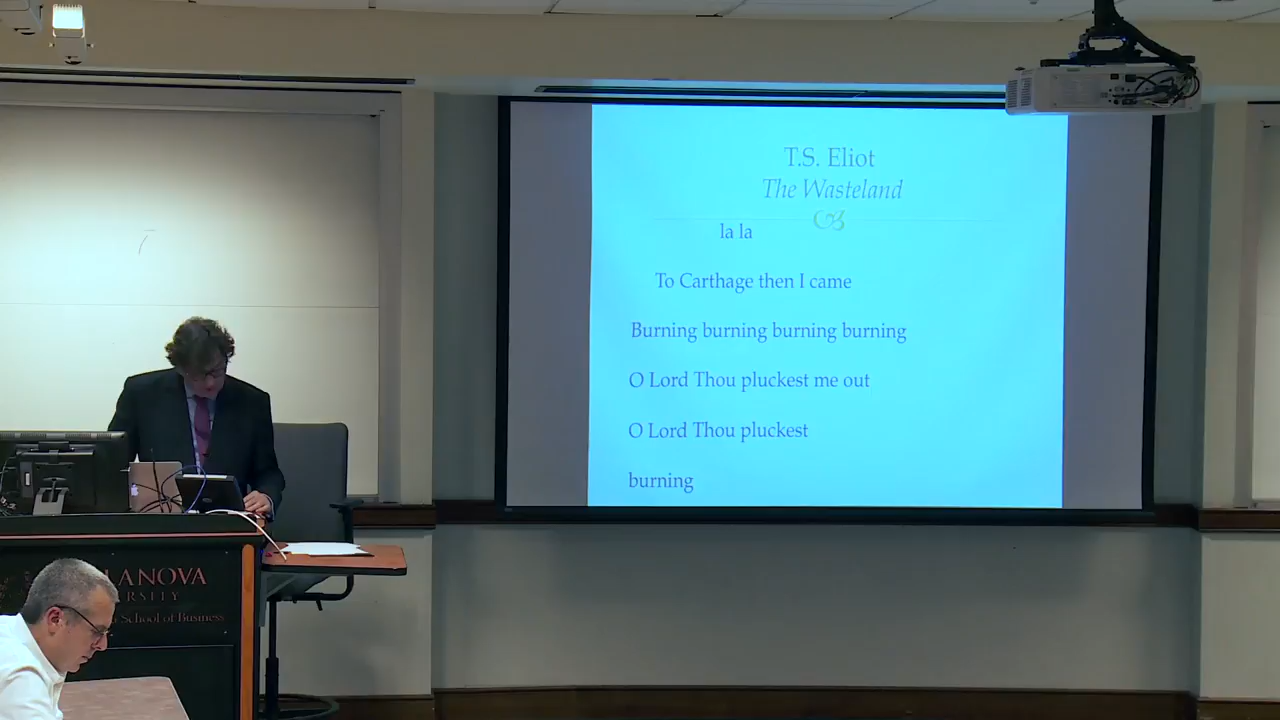 T.S. Eliot
The Wasteland
la la
To Carthage then I came
Burning burning burning burning
O Lord Thou pluckest me out
O Lord Thou pluckest
burning
LANOVA
RSITY
School of Business